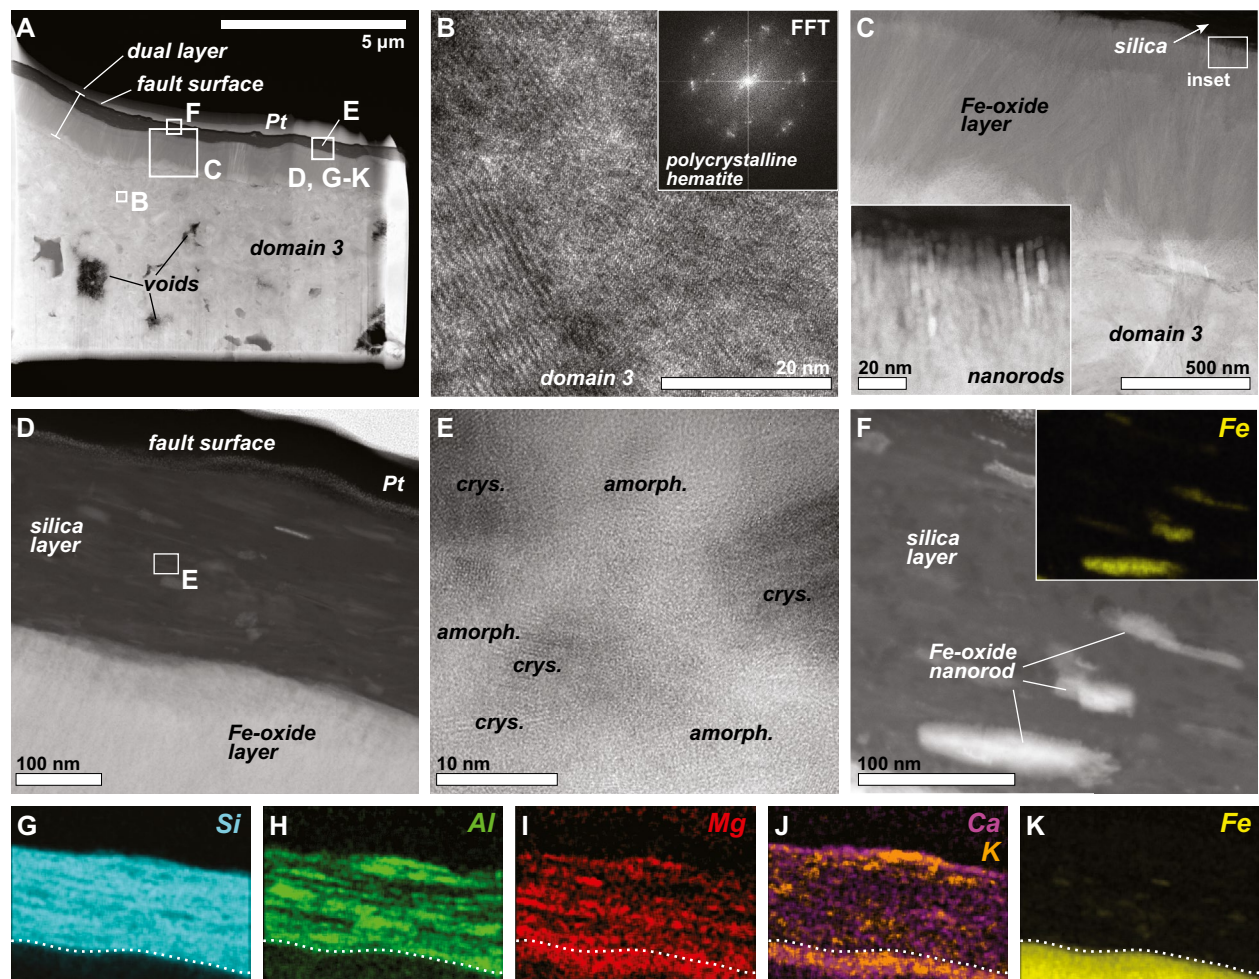 A
5 µm
dual layer
fault surface
F
Pt
E
C
D, G-K
B
domain 3
voids
B
FFT
polycrystalline
hematite
20 nm
domain 3
C
silica
inset
Fe-oxide
layer
domain 3
20 nm
nanorods
500 nm
D
fault surface
Pt
silica
layer
E
Fe-oxide
layer
100 nm
E
crys.
amorph.
crys.
amorph.
crys.
crys.
amorph.
10 nm
F
Fe
silica
layer
Fe-oxide
nanorod
100 nm
G
Si
H
Al
I
Mg
J
Ca
K
K
Fe